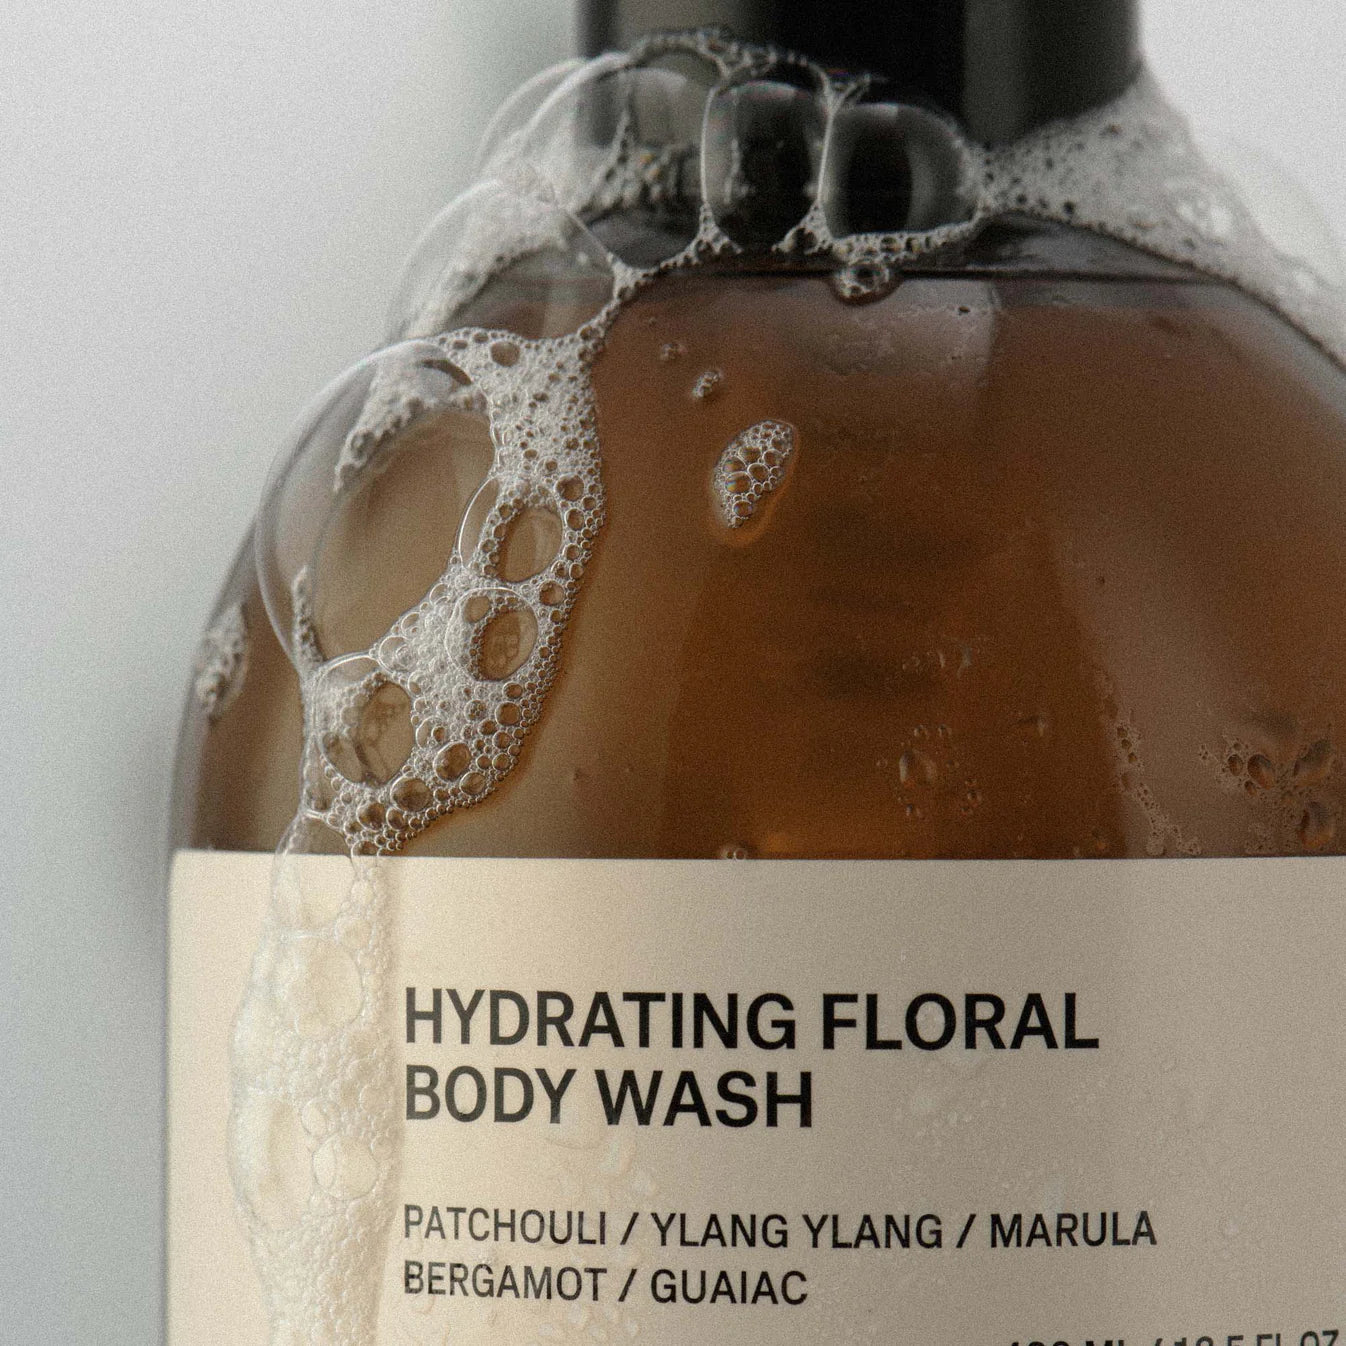 HYDRATING FLORAL
BODY WASH
PATCHOULI / YLANG YLANG / MARULA
BERGAMOT / GUAIAC